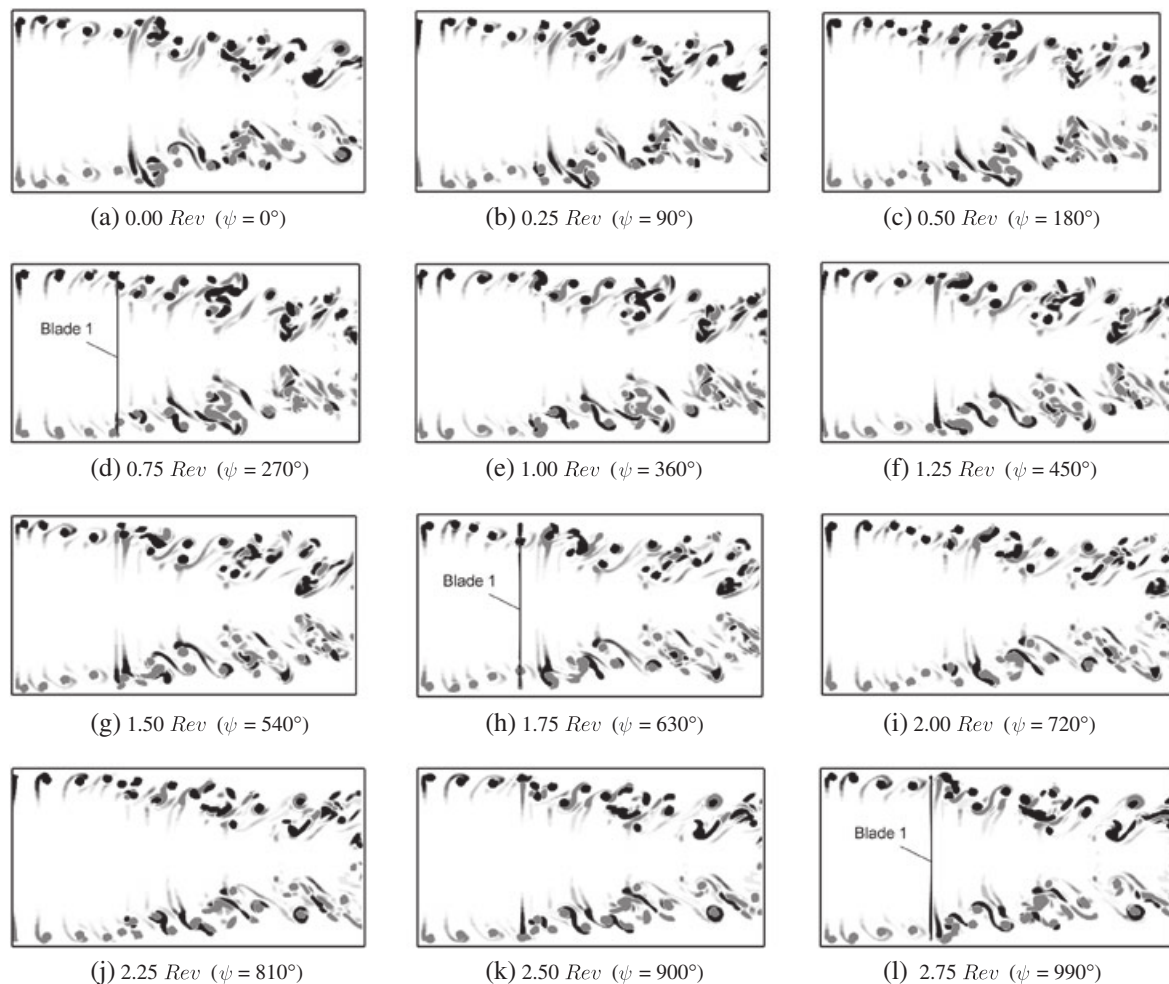 (a) 0.00 Rev (ψ = 0°)
(b) 0.25 Rev (ψ = 90°)
(c) 0.50 Rev (ψ = 180°)
Blade 1
(d) 0.75 Rev (ψ = 270°)
(e) 1.00 Rev (ψ = 360°)
(f) 1.25 Rev (ψ = 450°)
Blade 1
(g) 1.50 Rev (ψ = 540°)
(h) 1.75 Rev (ψ = 630°)
(i) 2.00 Rev (ψ = 720°)
Blade 1
(j) 2.25 Rev (ψ = 810°)
(k) 2.50 Rev (ψ = 900°)
(l) 2.75 Rev (ψ = 990°)